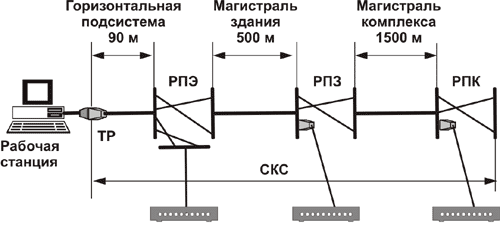 Горизонтальная
подсистема
90 м
Магистраль
здания
500 м
Магистраль
комплекса
1500 м
РПЭ
РПЗ
РПК
Рабочая
станция
ТР
СКС